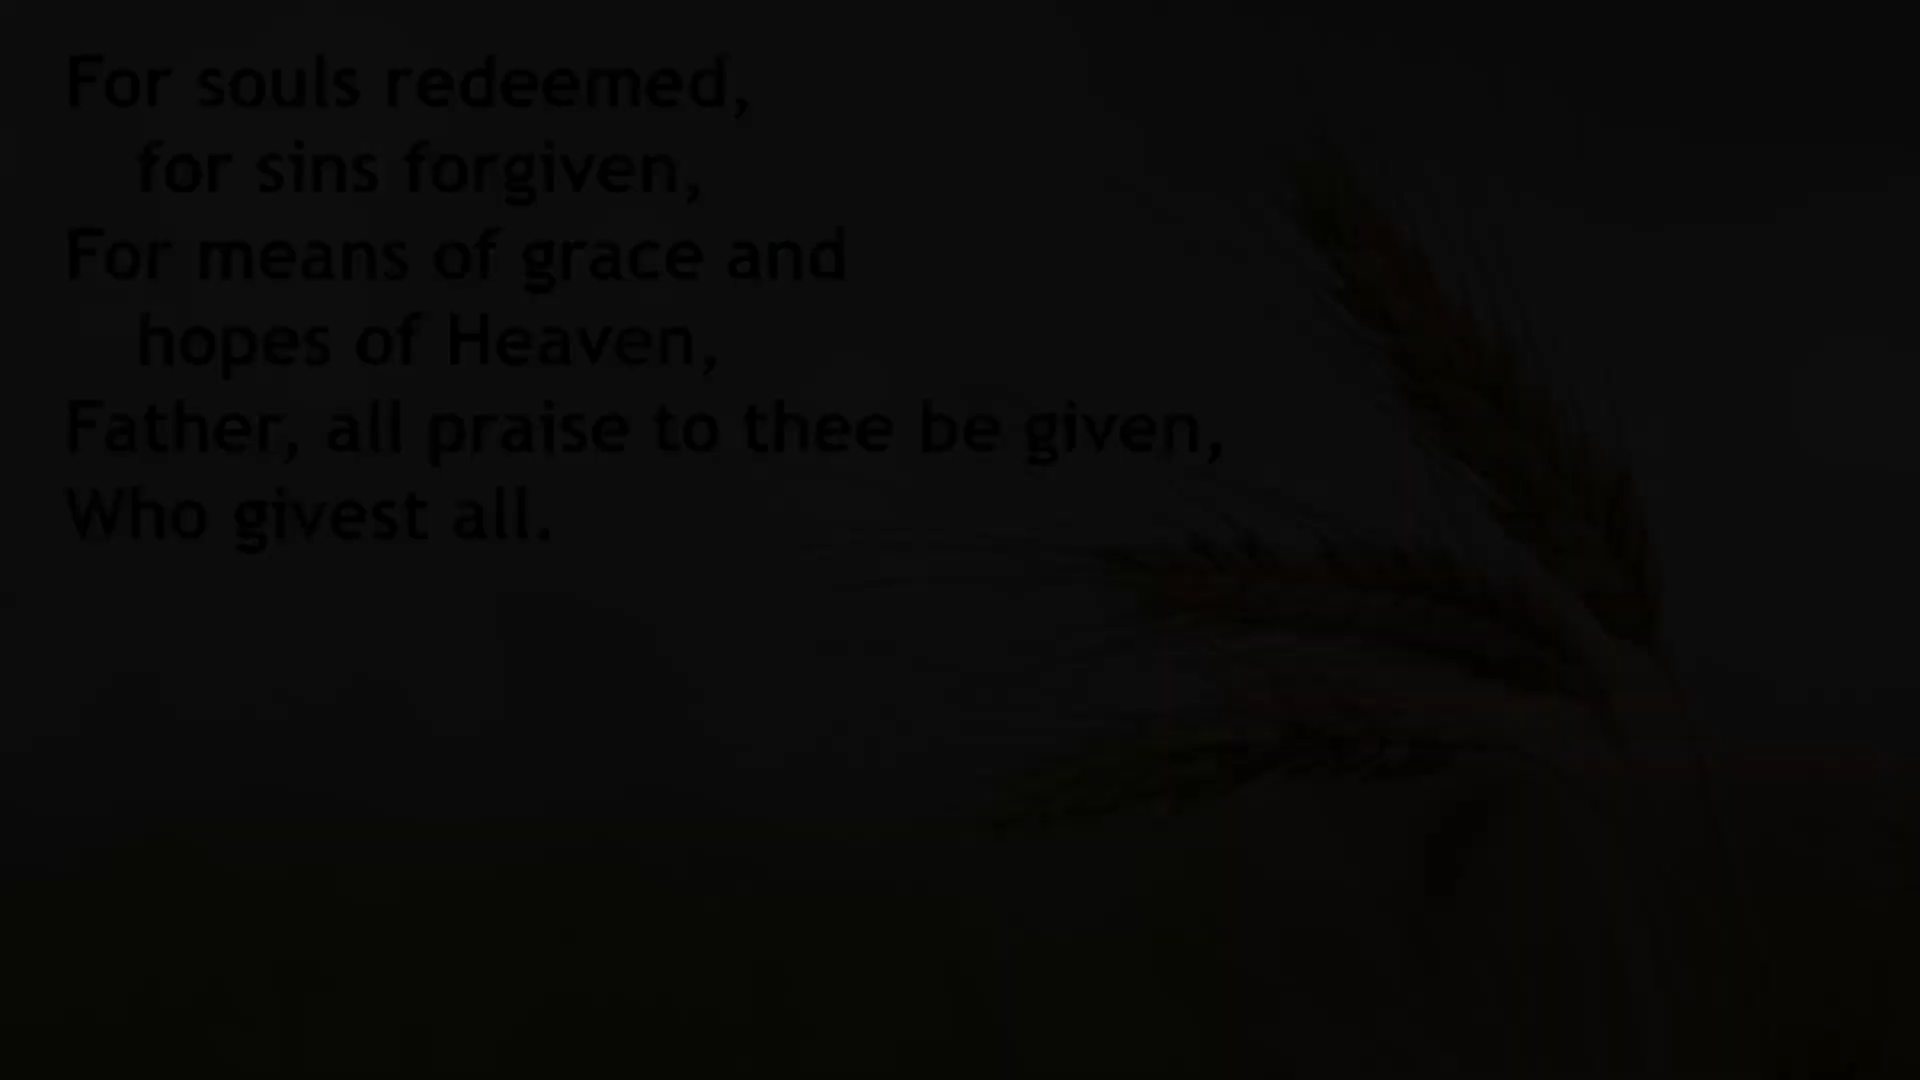 For souls redeemed,
for sins forgiven,
For means of grace and
hopes of Heaven,
Father, all praise to thee be given,
Who givest all.